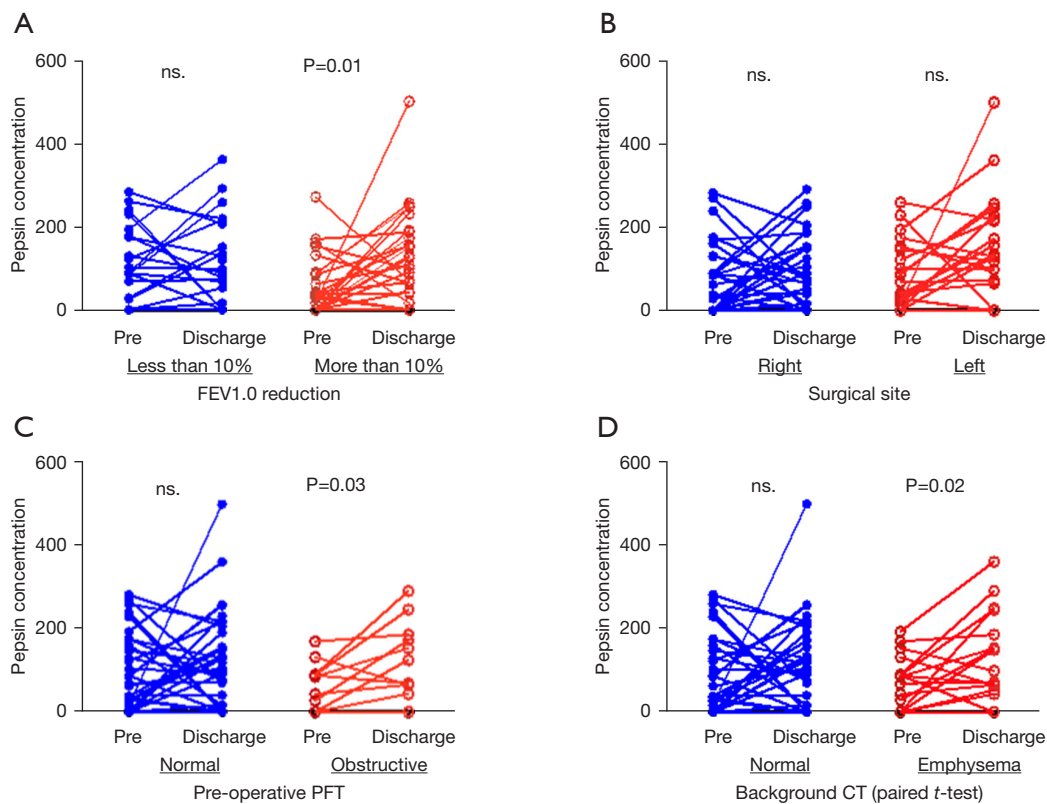 A
600
400
200
0
Pepsin concentration
ns.
P=0.01
Pre Discharge Pre Discharge
Less than 10% More than 10%
FEV1.0 reduction
B
600
400
200
0
Pepsin concentration
ns.
ns.
Pre Discharge Pre Discharge
Right Left
Surgical site
C
600
400
200
0
Pepsin concentration
ns.
P=0.03
Pre Discharge Pre Discharge
Normal Obstructive
Pre-operative PFT
D
600
400
200
0
Pepsin concentration
ns.
P=0.02
Pre Discharge Pre Discharge
Normal Emphysema
Background CT (paired t-test)